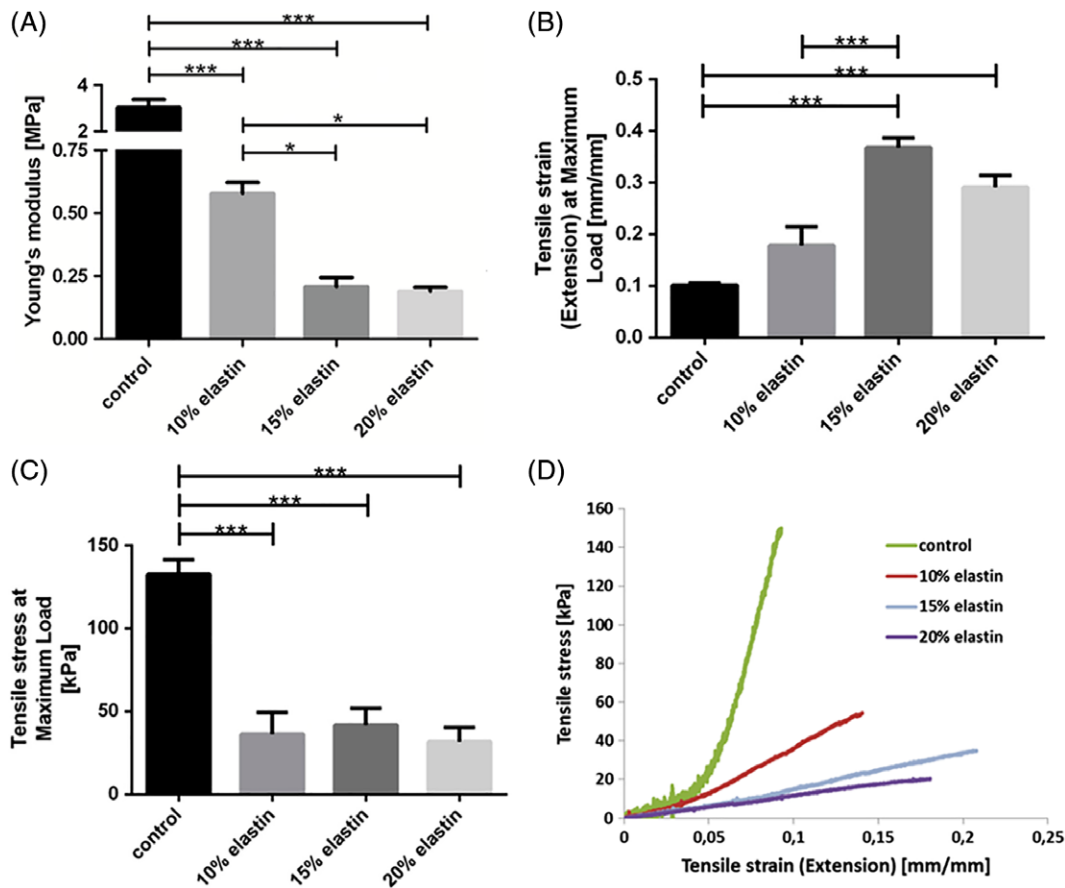 (A)
***
***
***
*
*
Young's modulus [MPa]
4
2
0.75
0.50
0.25
0.00
control
10% elastin
15% elastin
20% elastin
(B)
***
***
***
Tensile strain
(Extension) at Maximum
Load [mm/mm]
0.5
0.4
0.3
0.2
0.1
0.0
control
10% elastin
15% elastin
20% elastin
(C)
***
***
***
Tensile stress at
Maximum Load
[kPa]
150
100
50
0
control
10% elastin
15% elastin
20% elastin
(D)
Tensile stress [kPa]
160
140
120
100
80
60
40
20
0
control
10% elastin
15% elastin
20% elastin
0
0,05
0,1
0,15
0,2
0,25
Tensile strain (Extension) [mm/mm]